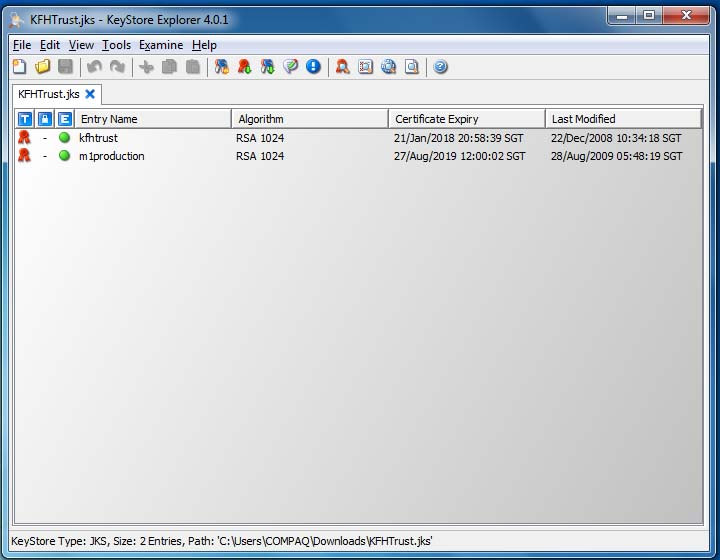 KFHTrust.jks - KeyStore Explorer 4.0.1
File Edit View Tools Examine Help
KFHTrust.jks
T E Entry Name Algorithm Certificate Expiry Last Modified
- kfhtrust RSA 1024 21/Jan/2018 20:58:39 SGT 22/Dec/2008 10:34:18 SGT
- m1production RSA 1024 27/Aug/2019 12:00:02 SGT 28/Aug/2009 05:48:19 SGT
KeyStore Type: JKS, Size: 2 Entries, Path: 'C:\Users\COMPAQ\Downloads\KFHTrust.jks'